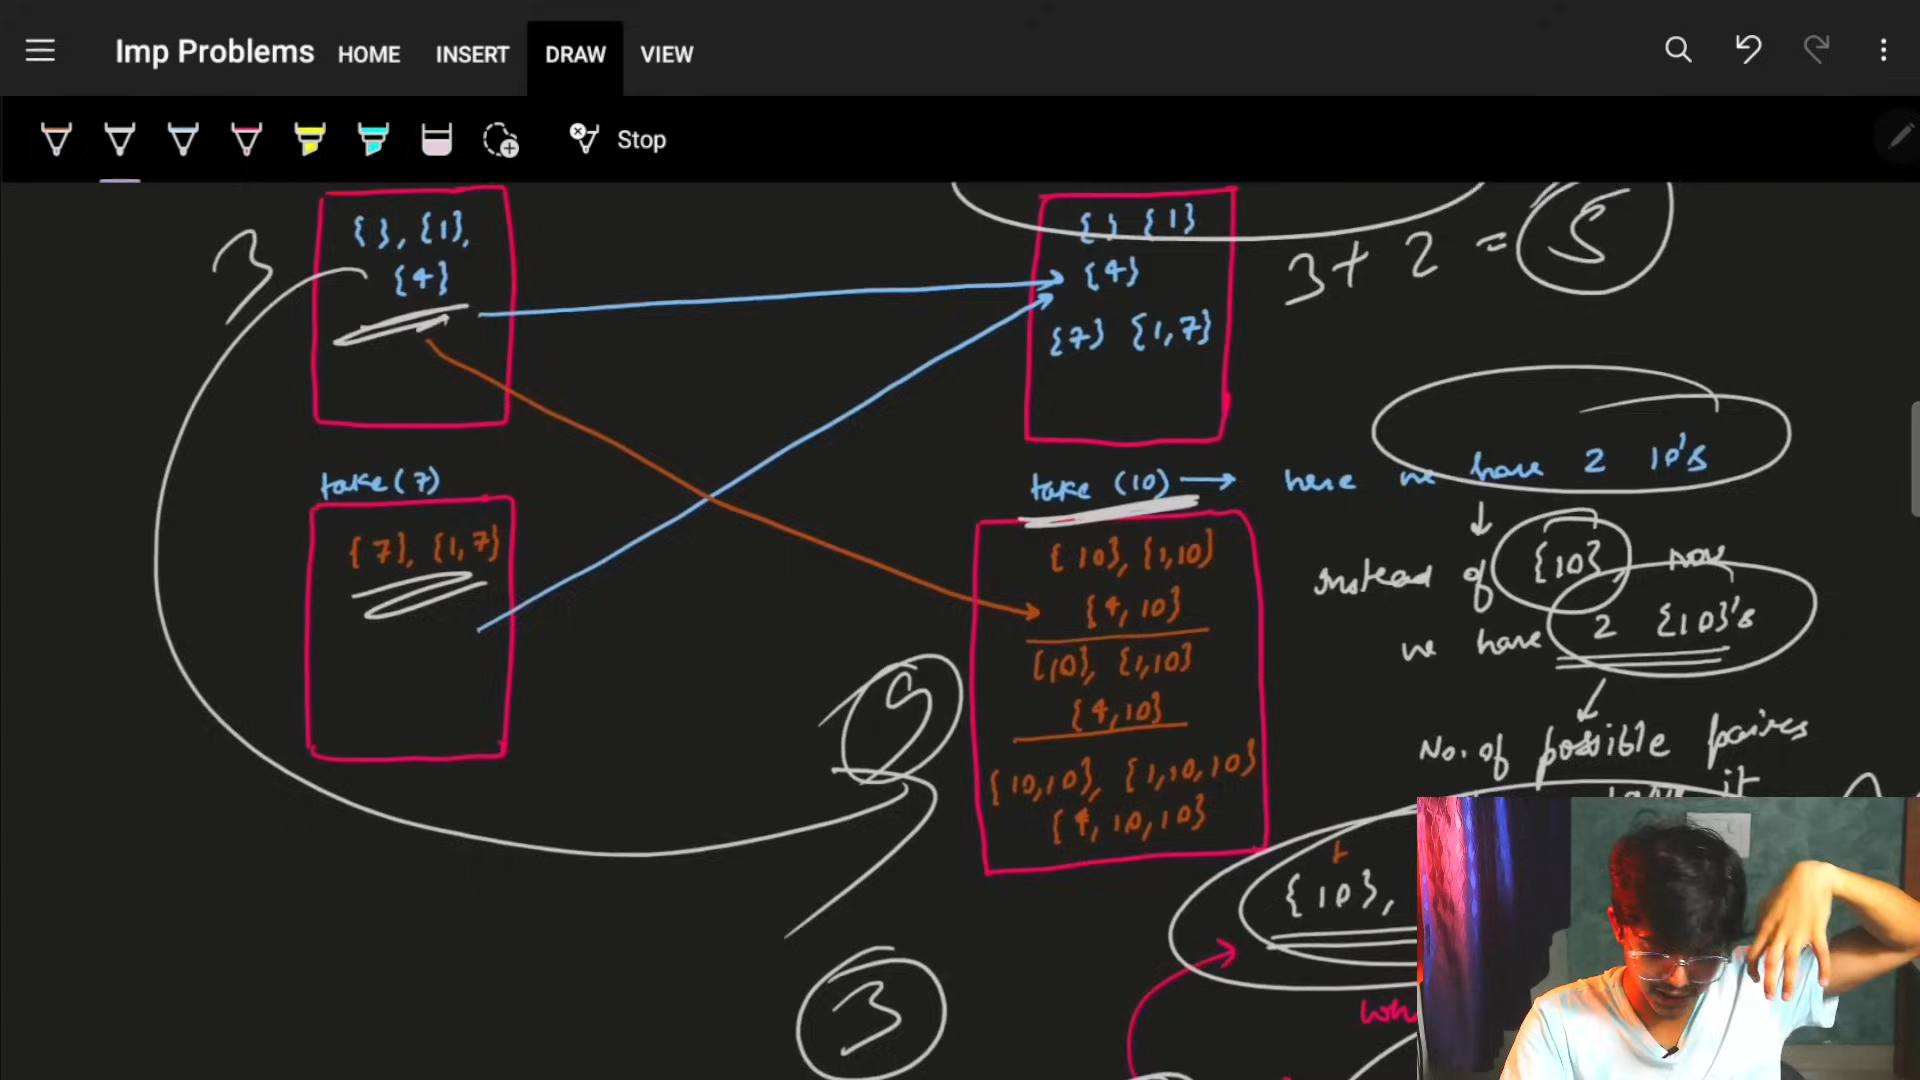 Imp Problems HOME INSERT DRAW VIEW
Stop
{ }, {1},
{4}
3
{ } {1}
{4}
{7} {1,7}
3 + 2 = 5
take (7)
{7}, {1,7}
take (10) → here we have 2 10's
{10}, {1,10}
{4, 10}
{10}, {1,10}
{4,10}
{10,10}, {1,10,10}
{4, 10, 10}
instead of {10} now
we have 2 {10}'s
No. of possible paires
it
{10},
5
3